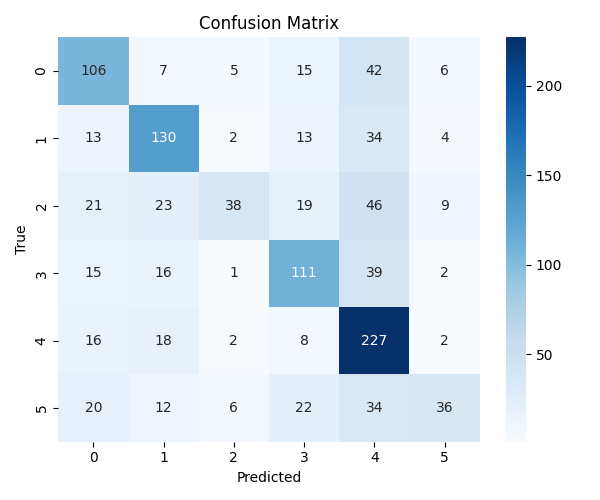 Confusion Matrix
0 106 7 5 15 42 6
1 13 130 2 13 34 4
2 21 23 38 19 46 9
3 15 16 1 111 39 2
4 16 18 2 8 227 2
5 20 12 6 22 34 36
0 1 2 3 4 5
Predicted
True
200
150
100
50